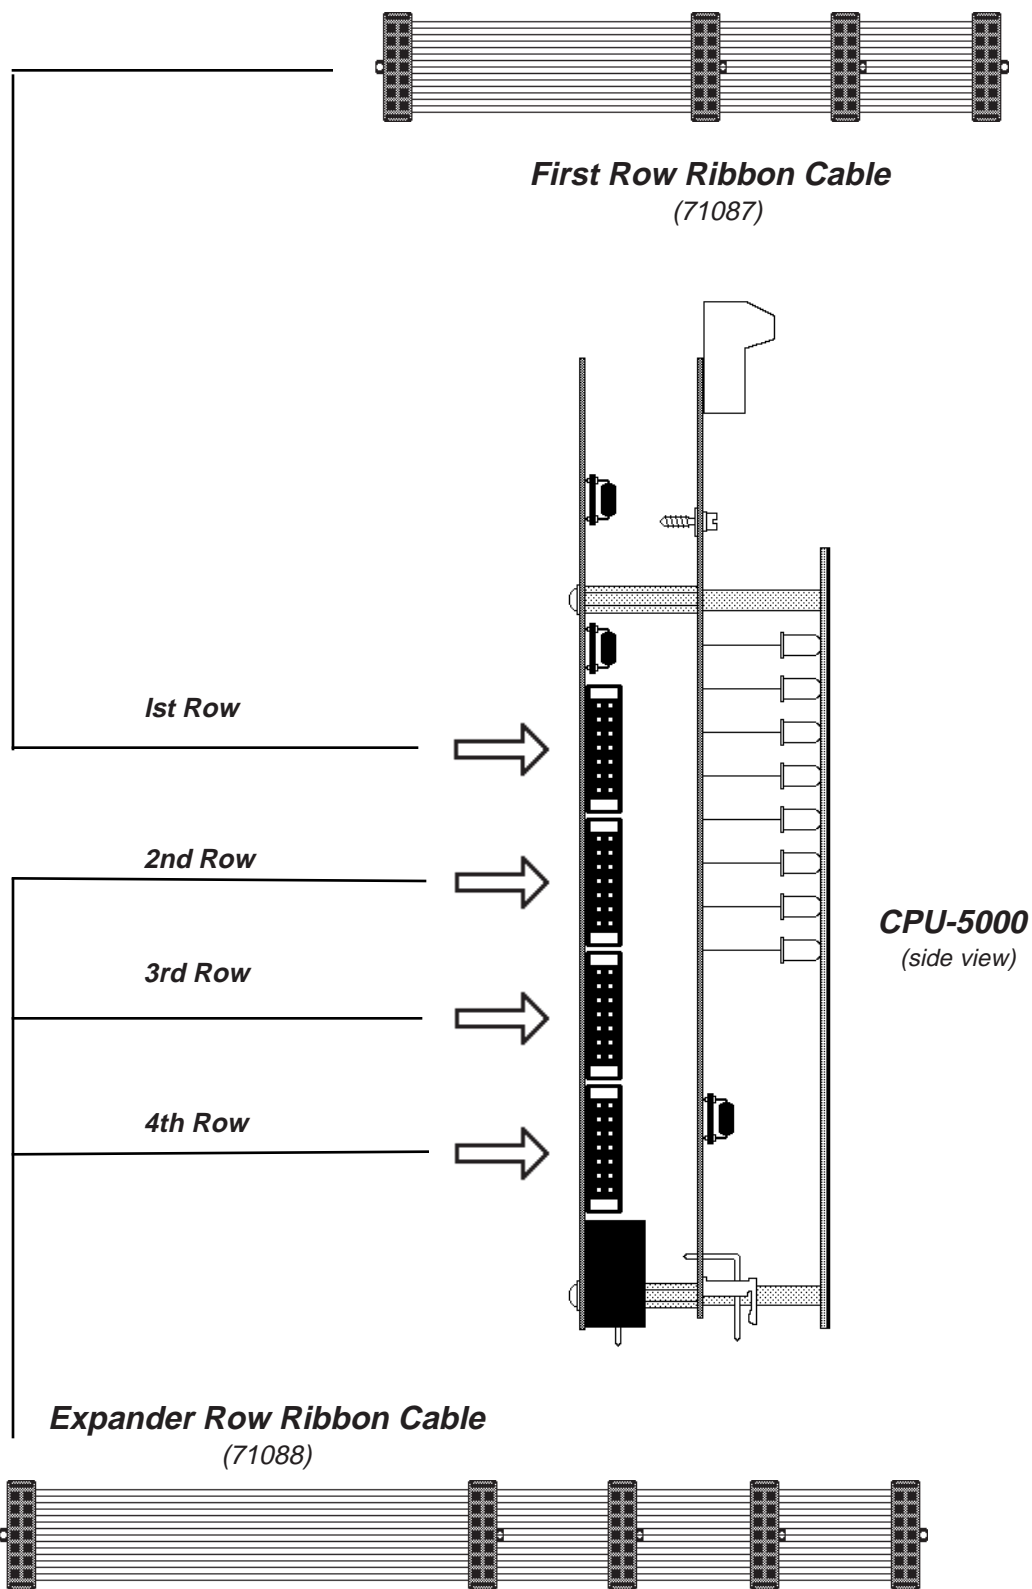 First Row Ribbon Cable
(71087)
Ist Row
2nd Row
3rd Row
4th Row
CPU-5000
(side view)
Expander Row Ribbon Cable
(71088)